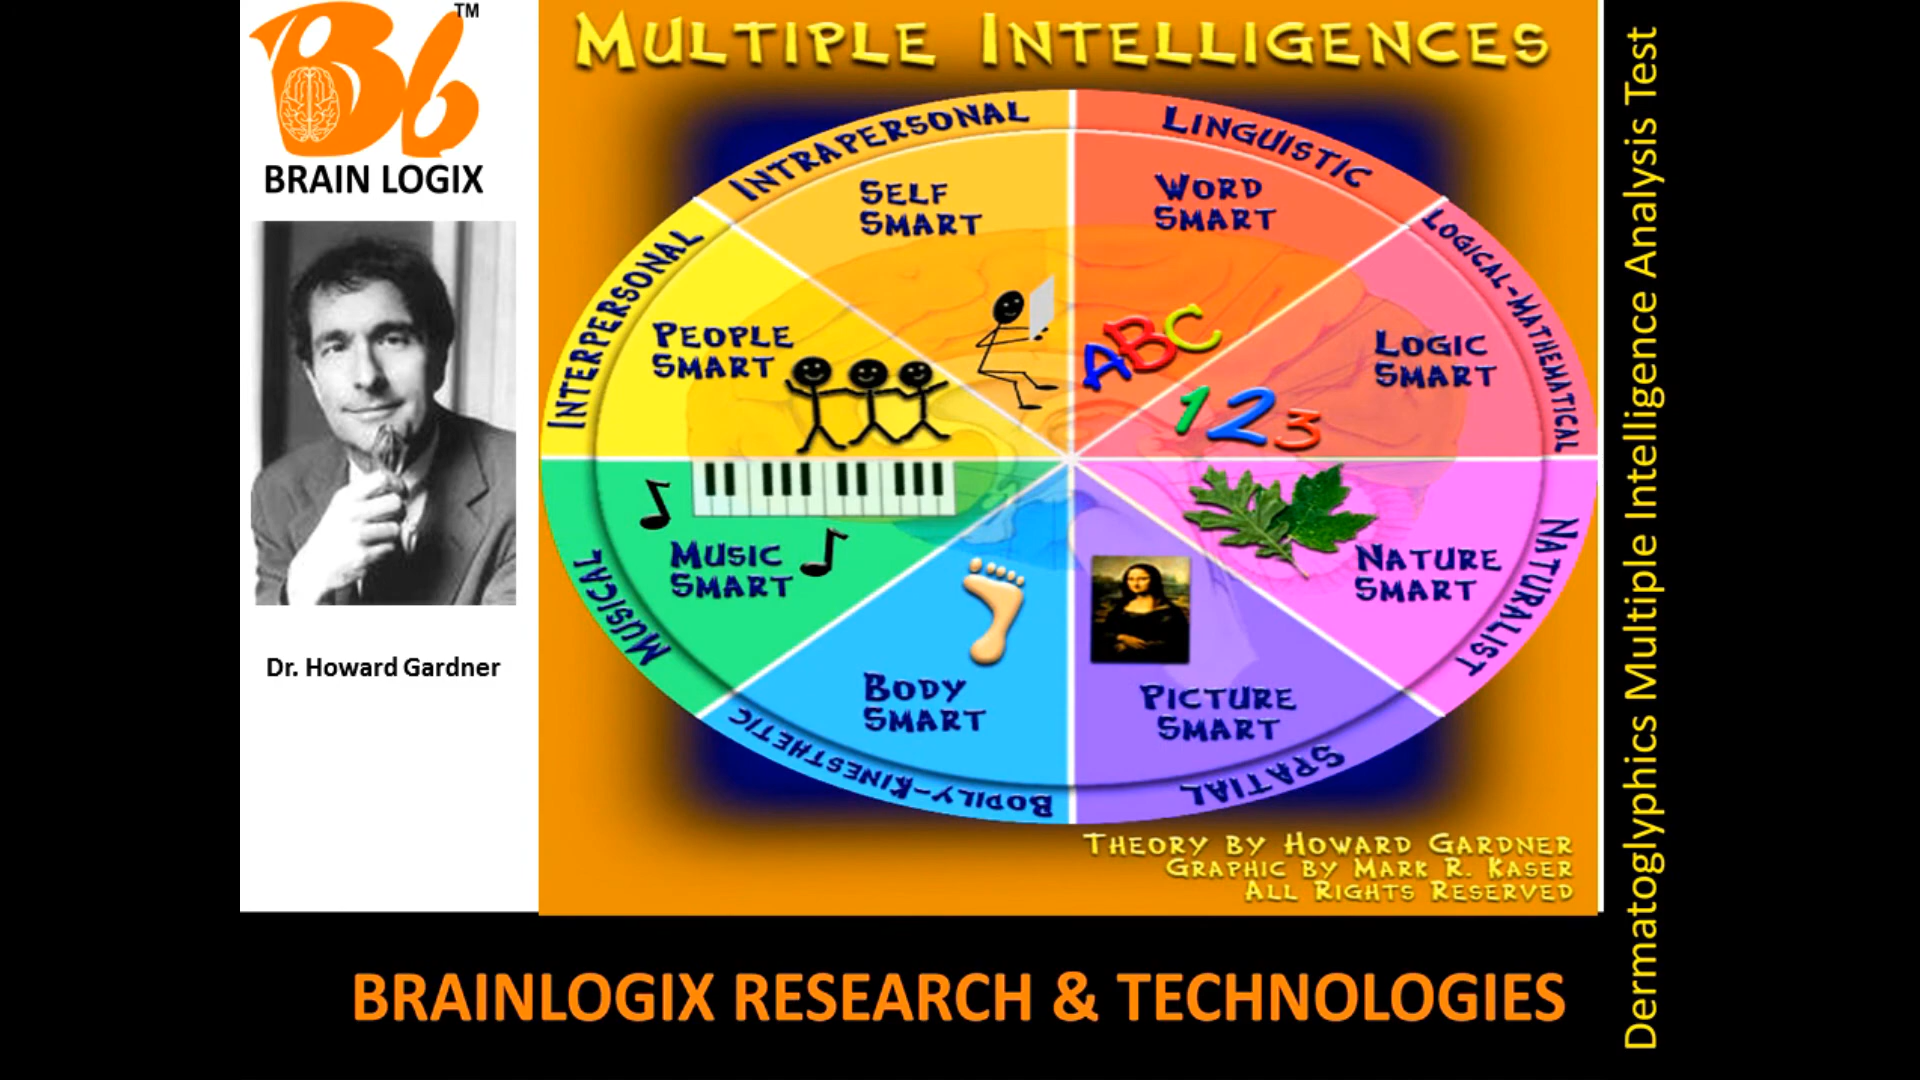 Bb
TM
BRAIN LOGIX
Dr. Howard Gardner
MULTIPLE INTELLIGENCES
INTRAPERSONAL
SELF
SMART
LINGUISTIC
WORD
SMART
LOGICAL-MATHEMATICAL
LOGIC
SMART
INTERPERSONAL
PEOPLE
SMART
ABC
123
MUSICAL
MUSIC
SMART
NATURALIST
NATURE
SMART
BODILY-KINESTHETIC
BODY
SMART
SPATIAL
PICTURE
SMART
THEORY BY HOWARD GARDNER
GRAPHIC BY MARK R. KASER
ALL RIGHTS RESERVED
Dermatoglyphics Multiple Intelligence Analysis Test
BRAINLOGIX RESEARCH & TECHNOLOGIES